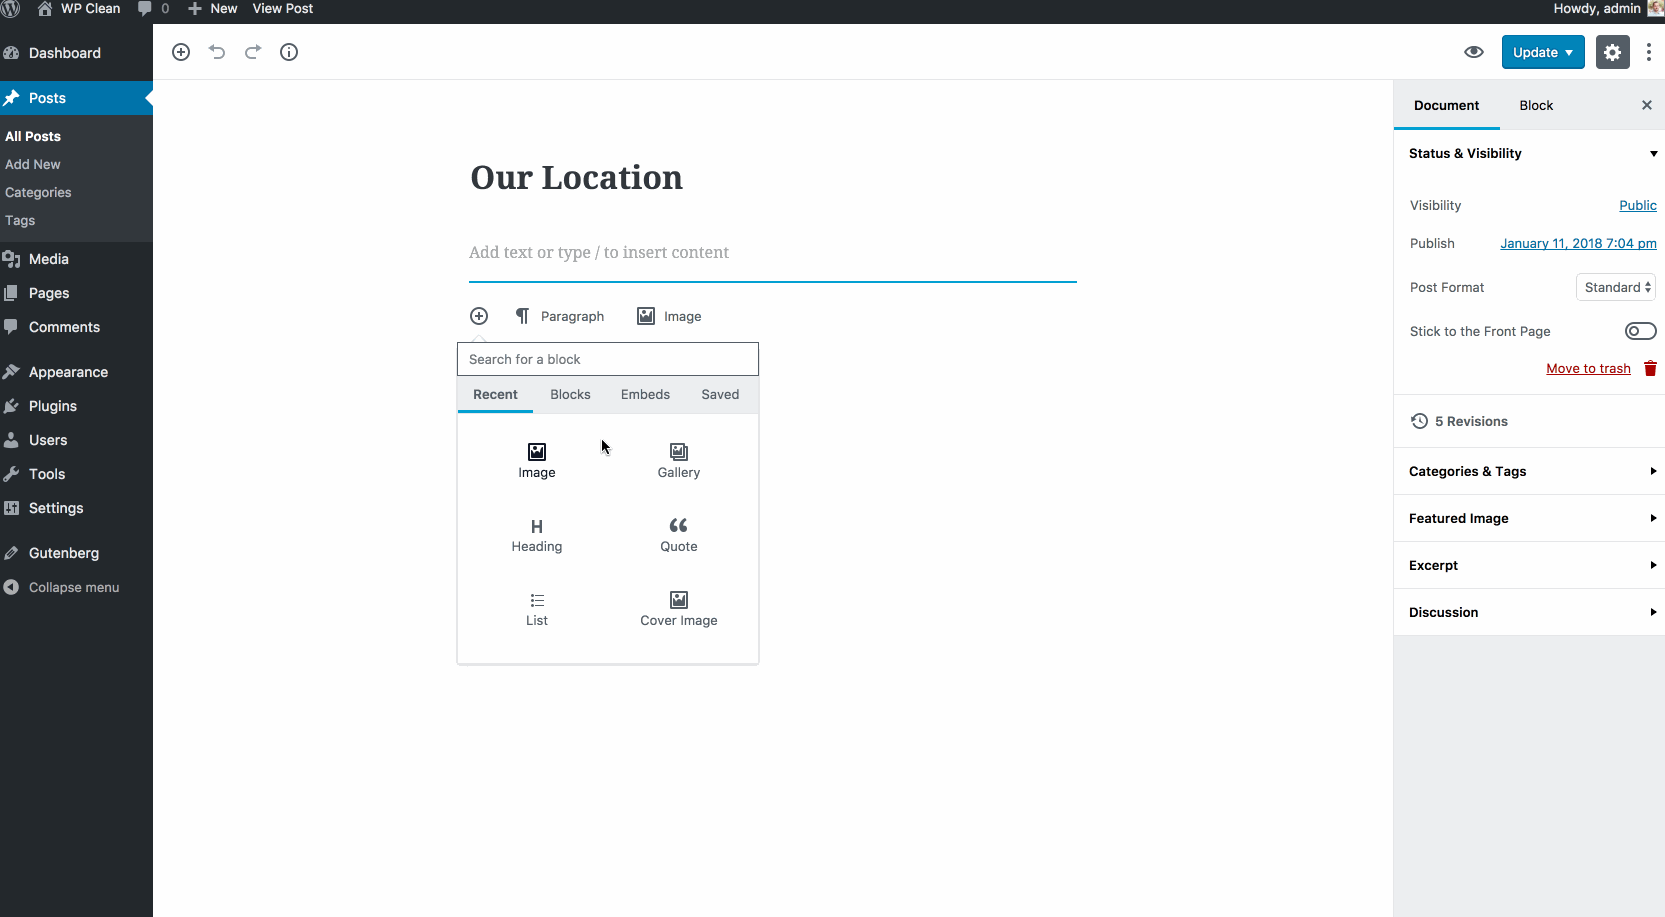 WP Clean 0 New View Post Howdy, admin
Dashboard
Posts
All Posts
Add New
Categories
Tags
Media
Pages
Comments
Appearance
Plugins
Users
Tools
Settings
Gutenberg
Collapse menu
Update
Our Location
Add text or type / to insert content
Paragraph Image
Search for a block
Recent Blocks Embeds Saved
Image Gallery
Heading Quote
List Cover Image
Document Block
Status & Visibility
Visibility Public
Publish January 11, 2018 7:04 pm
Post Format Standard
Stick to the Front Page
Move to trash
5 Revisions
Categories & Tags
Featured Image
Excerpt
Discussion